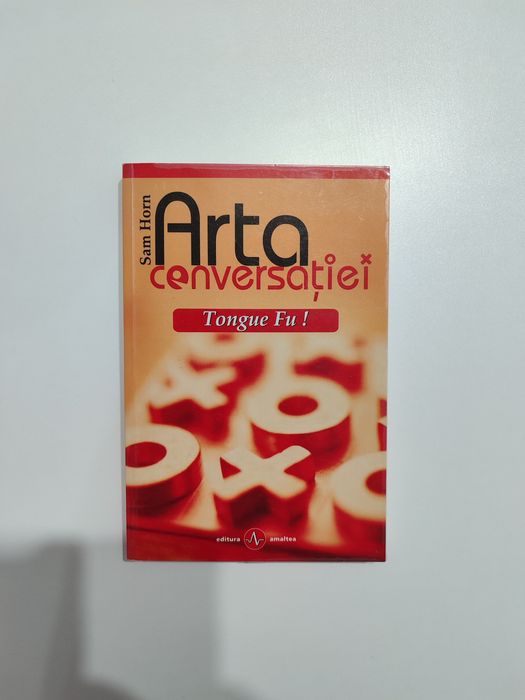 Sam Horn
Arta
conversației
Tongue Fu !
editura amaltea